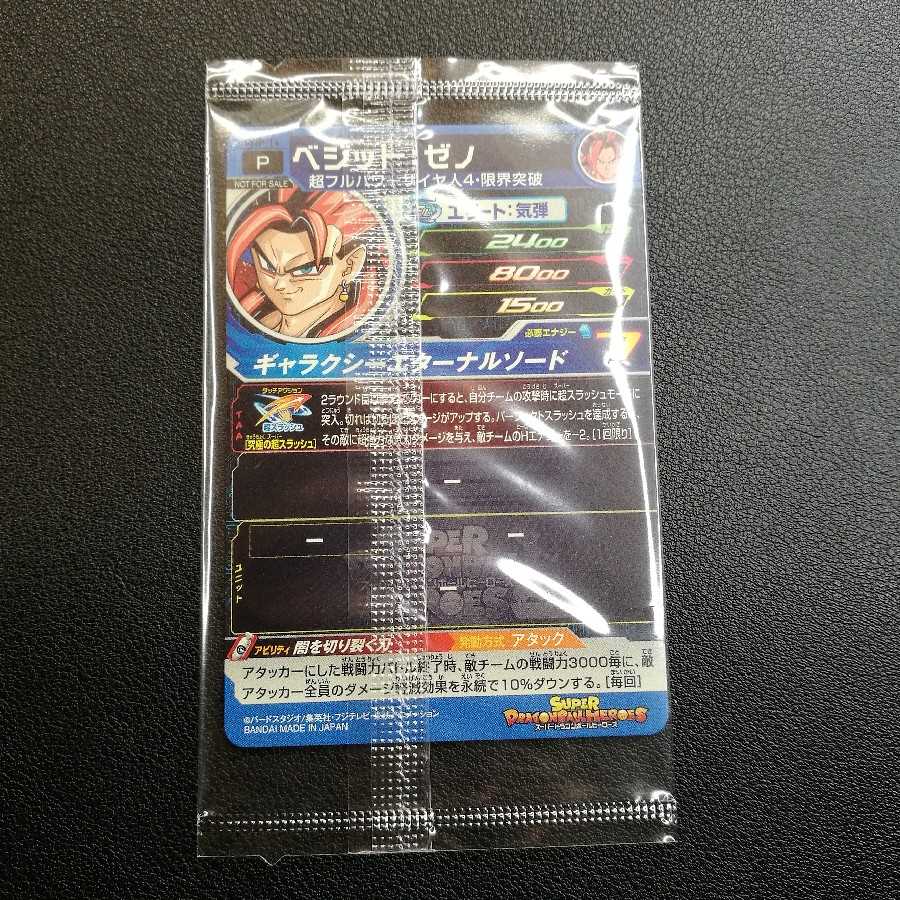 P
NOT FOR SALE
ベジット ゼノ
超フルパワーサイヤ人4・限界突破
エリート:気弾
2400
8000
1500
必要エナジー
7
ギャラクシーエターナルソード
タッチアクション
超スラッシュ
[究極の超スラッシュ]
2ラウンド
ーにすると、自分チームの攻撃時に超スラッシュモードに
突入。切れば切るほどダメージがアップする。パーフェクトスラッシュを達成すると、
その敵に超 ダメージを与え、敵チームのHエナジーを-2。[1回限り]
ユニット
アビリティ 闇を切り裂く刃 発動方式 アタック
アタッカーにした戦闘力バトル終了時、敵チームの戦闘力3000毎に、敵
アタッカー全員のダメージ軽減効果を永続で10%ダウンする。[毎回]
©バードスタジオ/集英社・フジテレビ・ アニメーション
BANDAI MADE IN JAPAN
SUPER
DRAGONBALL HEROES
スーパードラゴンボールヒーローズ